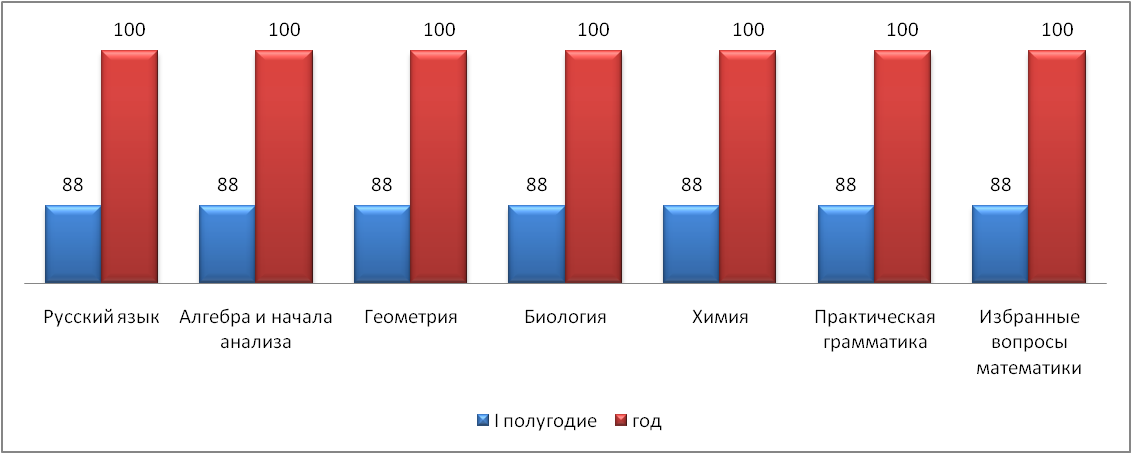 100 100 100 100 100 100 100
88 88 88 88 88 88 88
Русский язык
Алгебра и начала
анализа
Геометрия
Биология
Химия
Практическая
грамматика
Избранные
вопросы
математики
I полугодие год